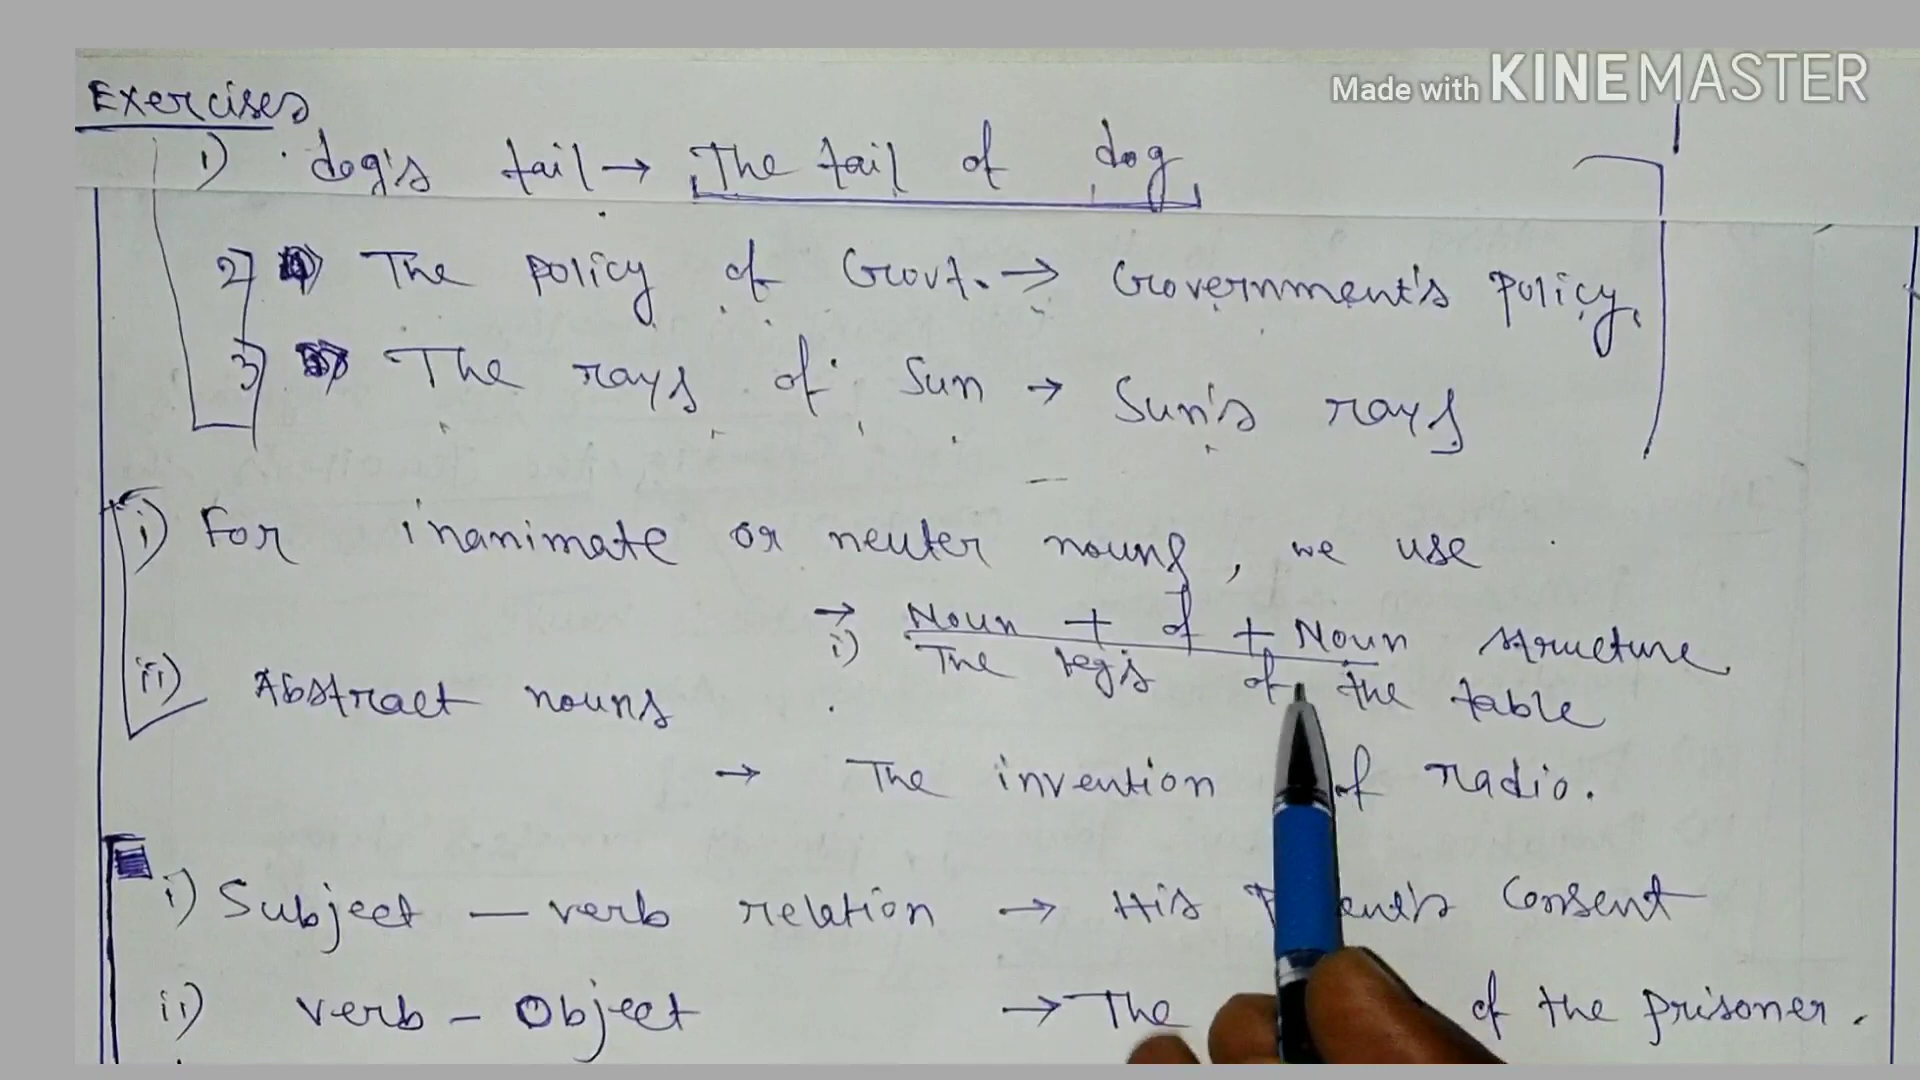 Made with KINEMASTER
Exercises
1) dog's tail → The tail of dog
2) The policy of Govt. → Government's policy.
3) The rays of Sun → Sun's rays
i) For inanimate or neuter nouns, we use
→ Noun + of + Noun structure
i) The legs of the table
ii) Abstract nouns
→ The invention of radio.
i) Subject – verb relation → His consent
ii) verb – Object → The of the prisoner.